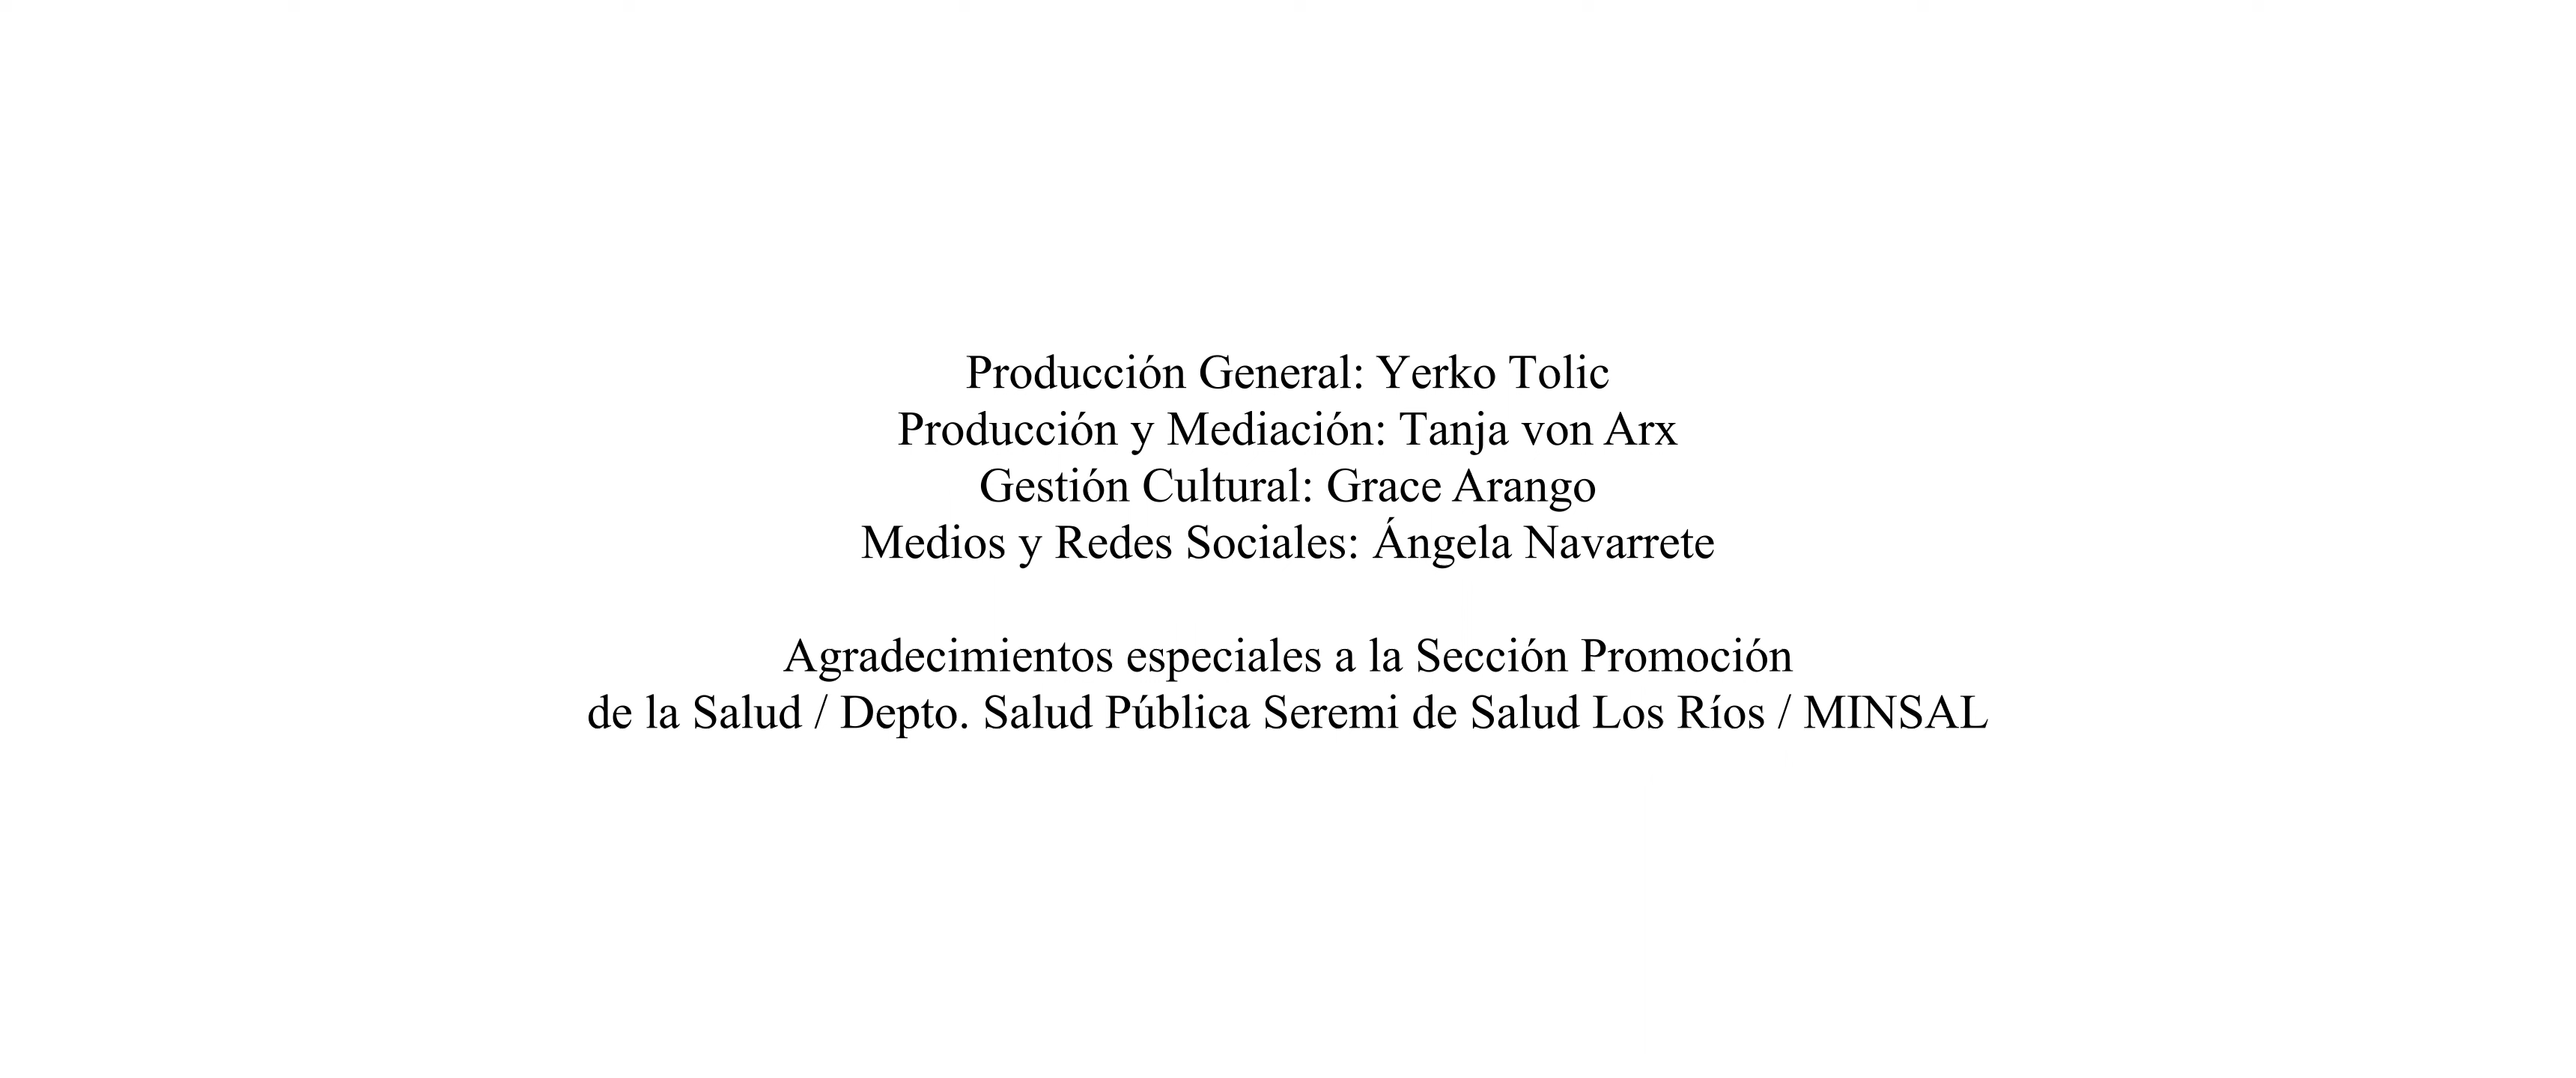 Producción General: Yerko Tolic
Producción y Mediación: Tanja von Arx
Gestión Cultural: Grace Arango
Medios y Redes Sociales: Ángela Navarrete
Agradecimientos especiales a la Sección Promoción
de la Salud / Depto. Salud Pública Seremi de Salud Los Ríos / MINSAL